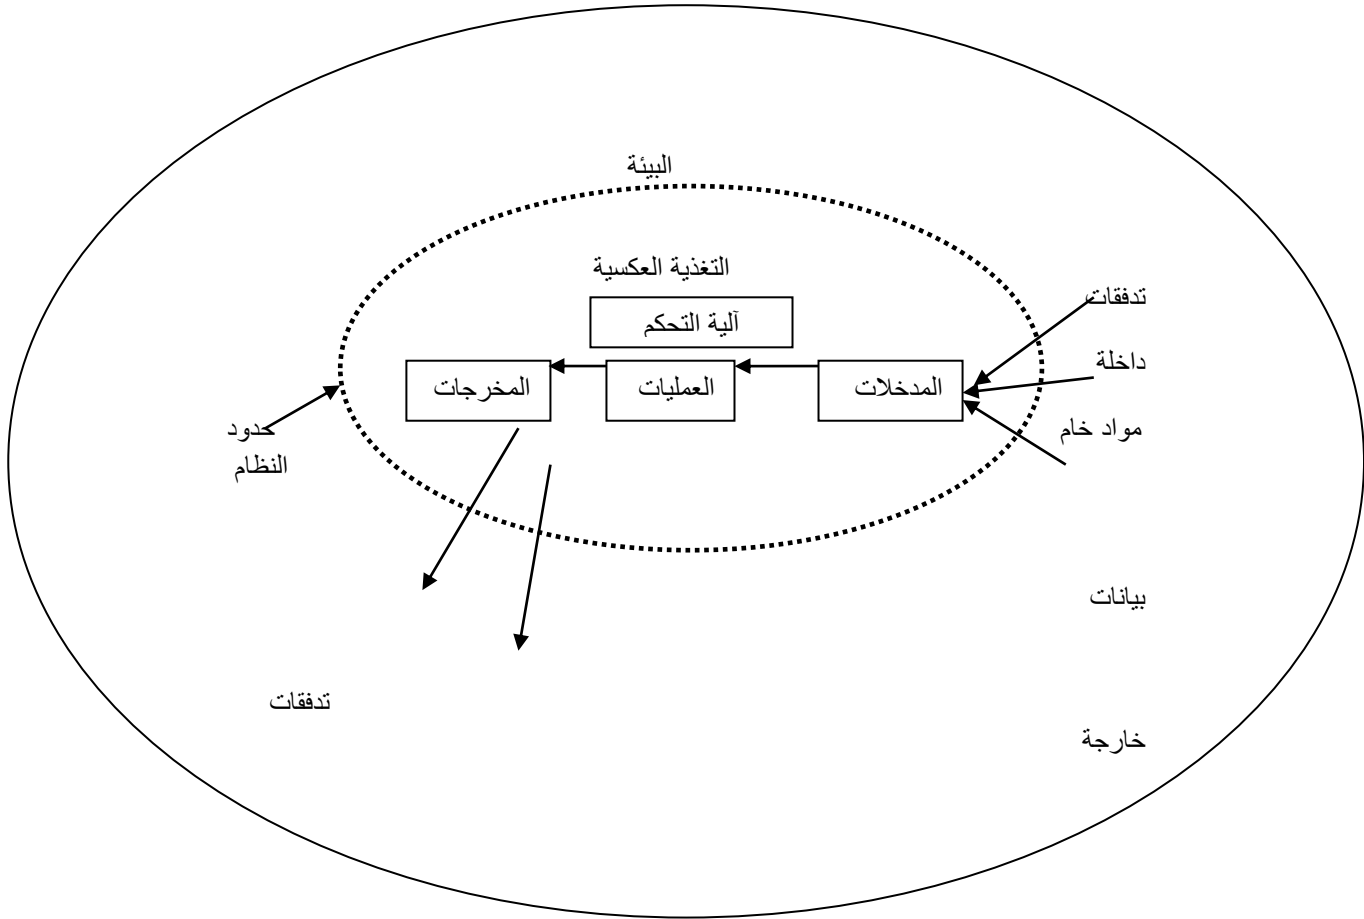 البيئة
التغذية العكسية
تدفقات
آلية التحكم
داخلة
المدخلات
العمليات
المخرجات
مواد خام
حدود
النظام
بيانات
تدفقات
خارجة